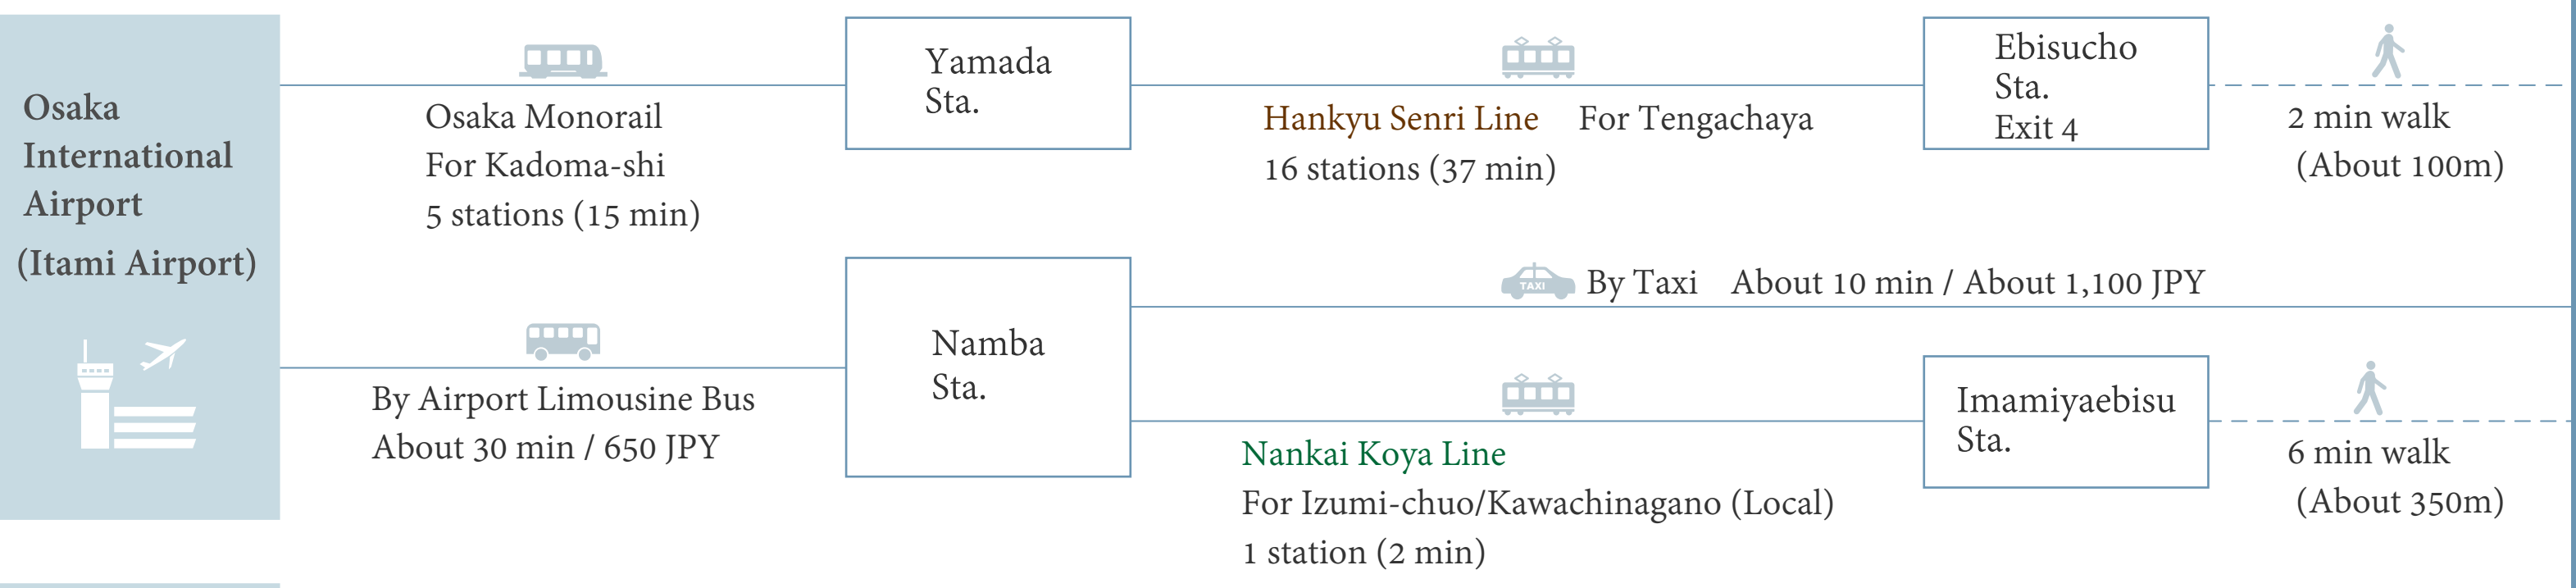 Osaka
International
Airport
(Itami Airport)
Osaka Monorail
For Kadoma-shi
5 stations (15 min)
Yamada
Sta.
Hankyu Senri Line For Tengachaya
16 stations (37 min)
Ebisucho
Sta.
Exit 4
2 min walk
(About 100m)
By Airport Limousine Bus
About 30 min / 650 JPY
Namba
Sta.
TAXI By Taxi About 10 min / About 1,100 JPY
Nankai Koya Line
For Izumi-chuo/Kawachinagano (Local)
1 station (2 min)
Imamiyaebisu
Sta.
6 min walk
(About 350m)